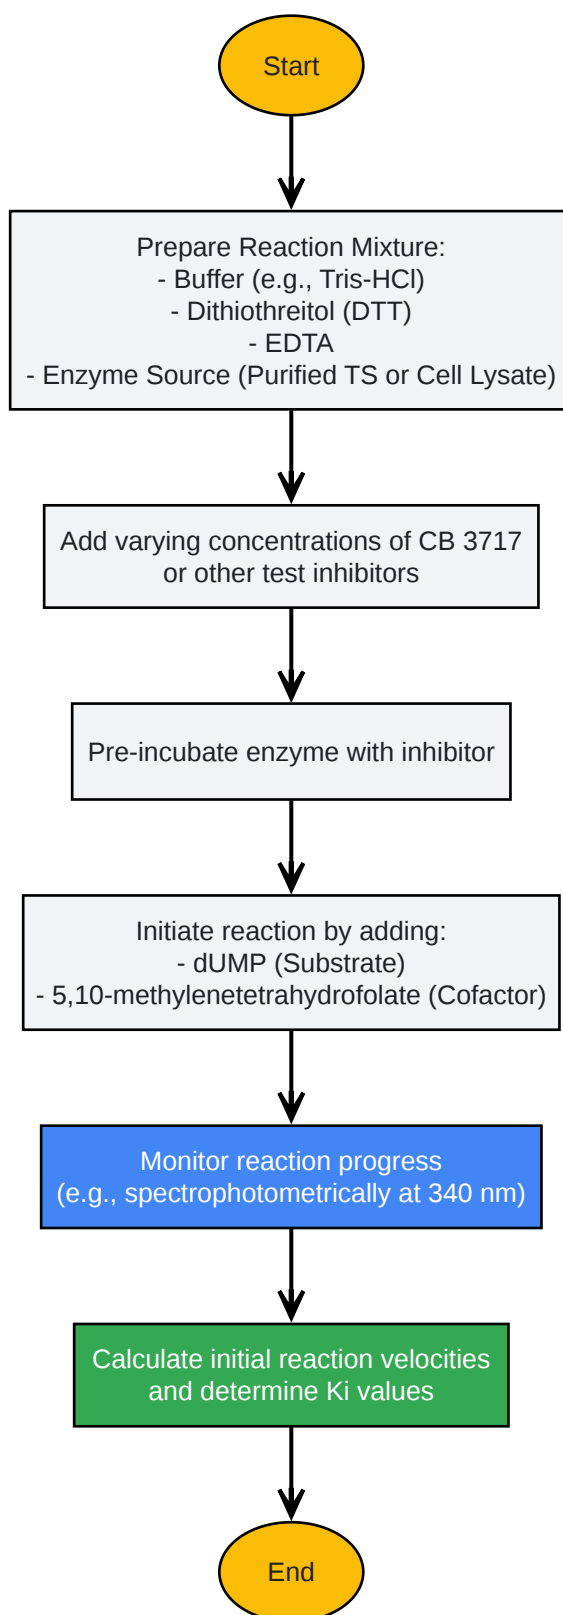 Start
Prepare Reaction Mixture:
- Buffer (e.g., Tris-HCl)
- Dithiothreitol (DTT)
- EDTA
- Enzyme Source (Purified TS or Cell Lysate)
Add varying concentrations of CB 3717
or other test inhibitors
Pre-incubate enzyme with inhibitor
Initiate reaction by adding:
- dUMP (Substrate)
- 5,10-methylenetetrahydrofolate (Cofactor)
Monitor reaction progress
(e.g., spectrophotometrically at 340 nm)
Calculate initial reaction velocities
and determine Ki values
End